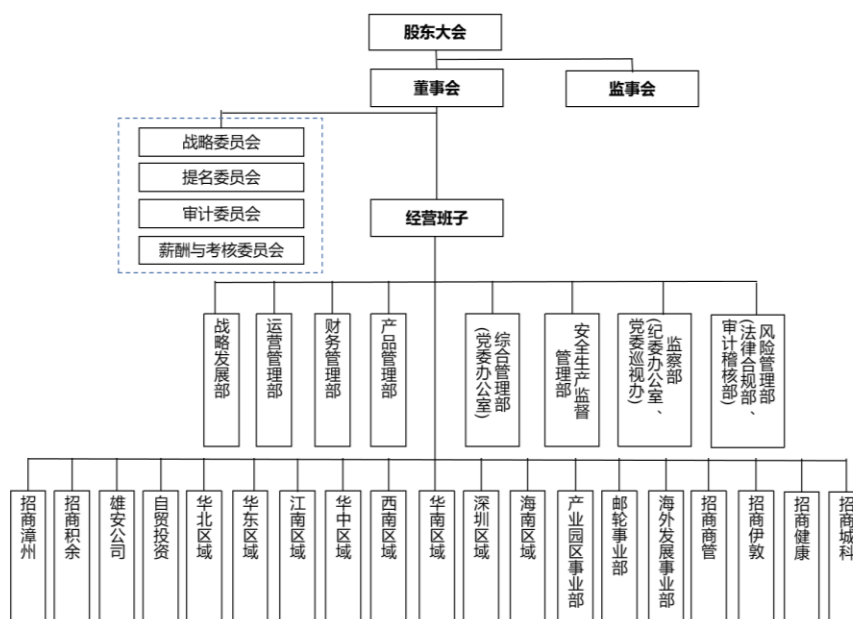 股东大会
董事会
监事会
战略委员会
提名委员会
审计委员会
薪酬与考核委员会
经营班子
战略发展部
运营管理部
财务管理部
产品管理部
综合管理部
(党委办公室)
安全生产监督
管理部
监察部
(纪委办公室、
党委巡视办)
风险管理部
(法律合规部、
审计稽核部)
招商漳州
招商积余
雄安公司
自贸投资
华北区域
华东区域
江南区域
华中区域
西南区域
华南区域
深圳区域
海南区域
产业园区事业部
邮轮事业部
海外发展事业部
招商商管
招商伊敦
招商健康
招商城科